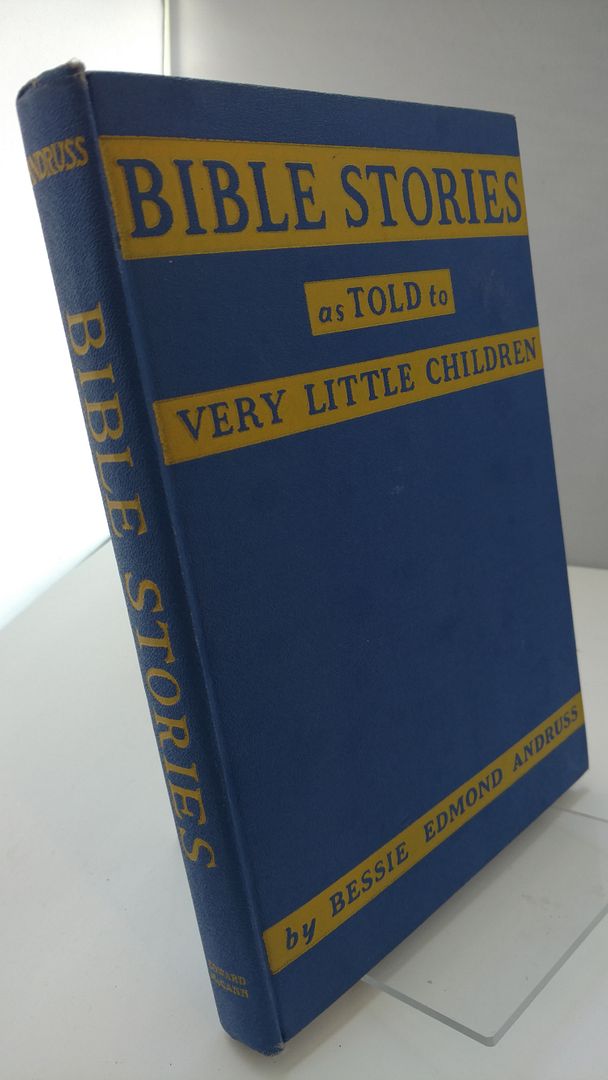 ANDRUSS
BIBLE STORIES
BIBLE STORIES
as TOLD to
VERY LITTLE CHILDREN
by BESSIE EDMOND ANDRUSS